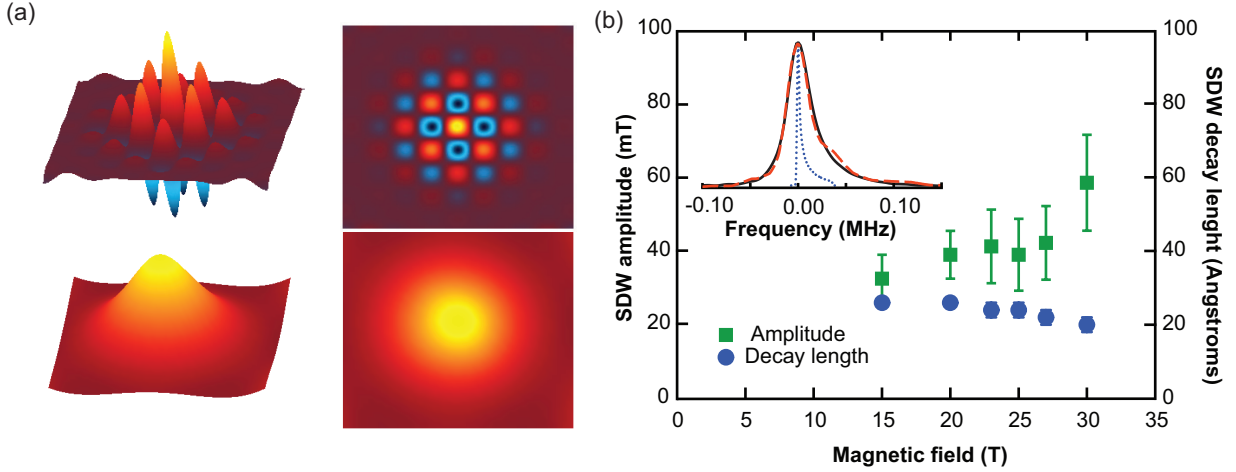 (a)
(b)
100
80
60
40
20
0
SDW amplitude (mT)
-0.10
0.00
0.10
Frequency (MHz)
Amplitude
Decay length
0
5
10
15
20
25
30
35
Magnetic field (T)
100
80
60
40
20
0
SDW decay lenght (Angstroms)